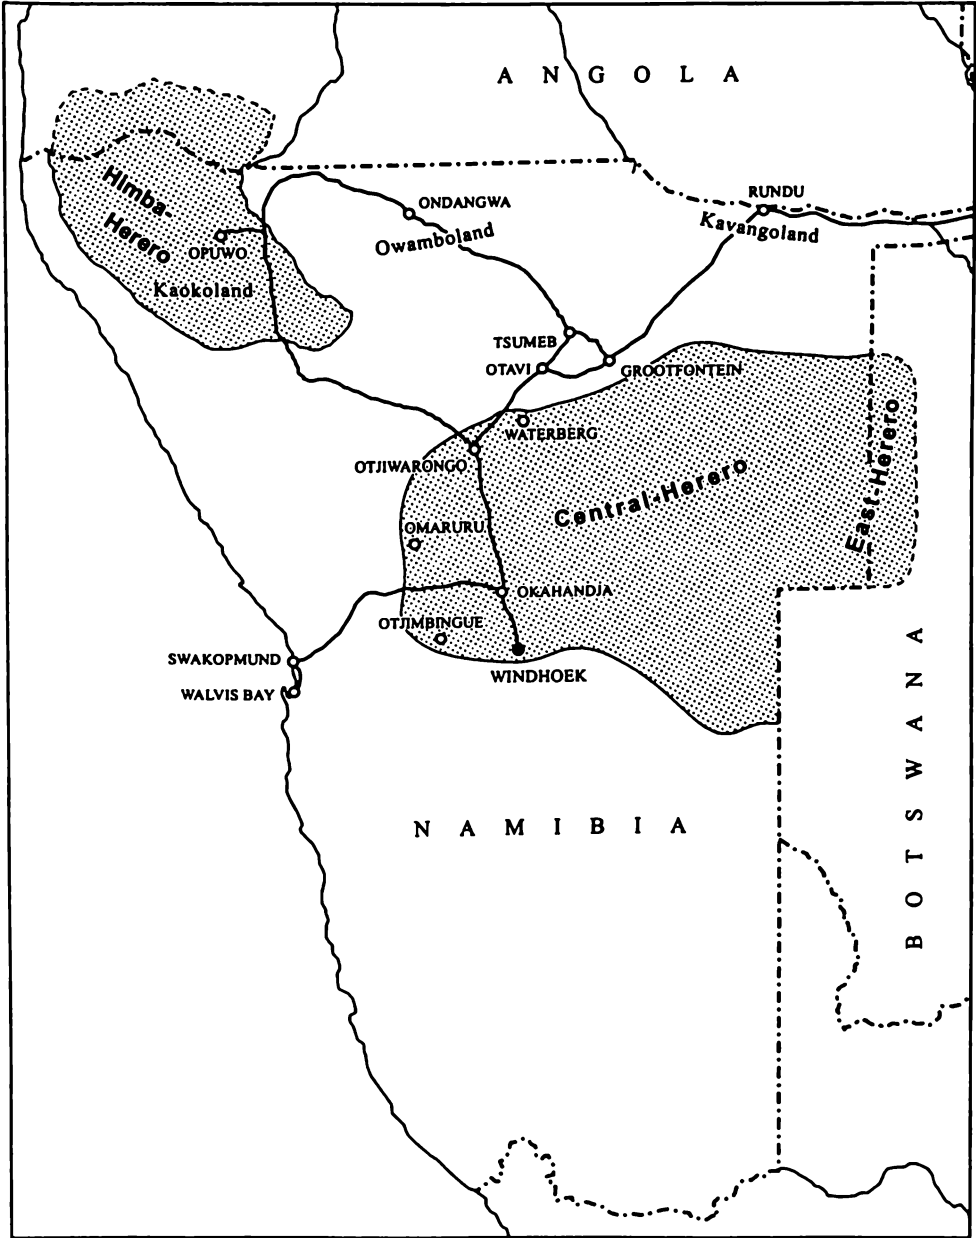 ANGOLA
Himba-
Herero
OPUWO
Kaokoland
ONDANGWA
Owamboland
RUNDU
Kavangoland
TSUMEB
OTAVI
GROOTFONTEIN
WATERBERG
OTJIWARONGO
Central-Herero
East-Herero
OMARURU
OKAHANDJA
OTJIMBINGUE
SWAKOPMUND
WALVIS BAY
WINDHOEK
NAMIBIA
BOTSWANA